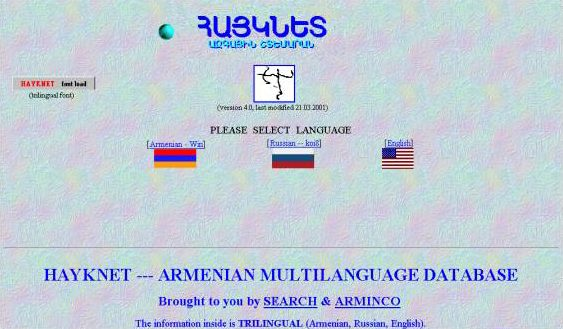 ՀԱՅԿՆԵՏ
ԱԶԳԱՅԻՆ ՇՏԵՄԱՐԱՆ
HAYKNET font load
(trilingual font)
(version 4.0, last modified 21.03.2001)
PLEASE SELECT LANGUAGE
[Armenian - Win] [Russian -- koi8] [English]
HAYKNET --- ARMENIAN MULTILANGUAGE DATABASE
Brought to you by SEARCH & ARMINCO
The information inside is TRILINGUAL (Armenian, Russian, English).